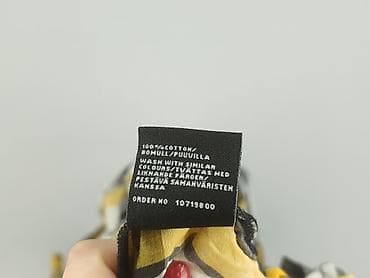 100%COTTON/
BOMULL/PUUVILLA
WASH WITH SIMILAR
COLOURS/TVÄTTAS MED
LIKNANDE FÄRGER/
PESTÄVÄ SAMANVÄRISTEN
KANSSA
ORDER NO 10719800